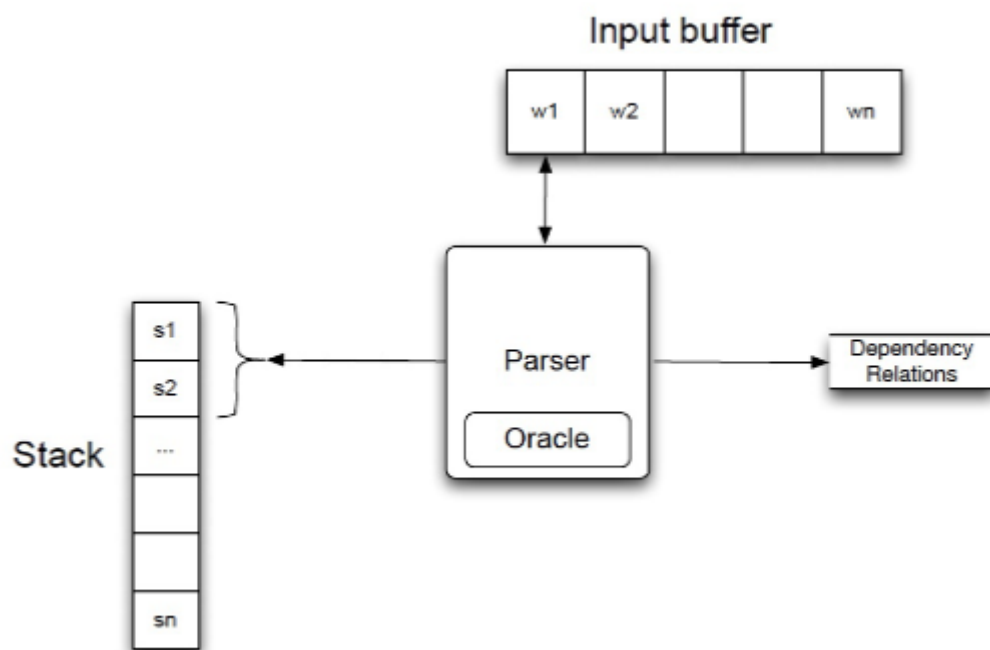 Input buffer
w1 w2 wn
s1
s2
...
sn
Stack
Parser
Oracle
Dependency
Relations